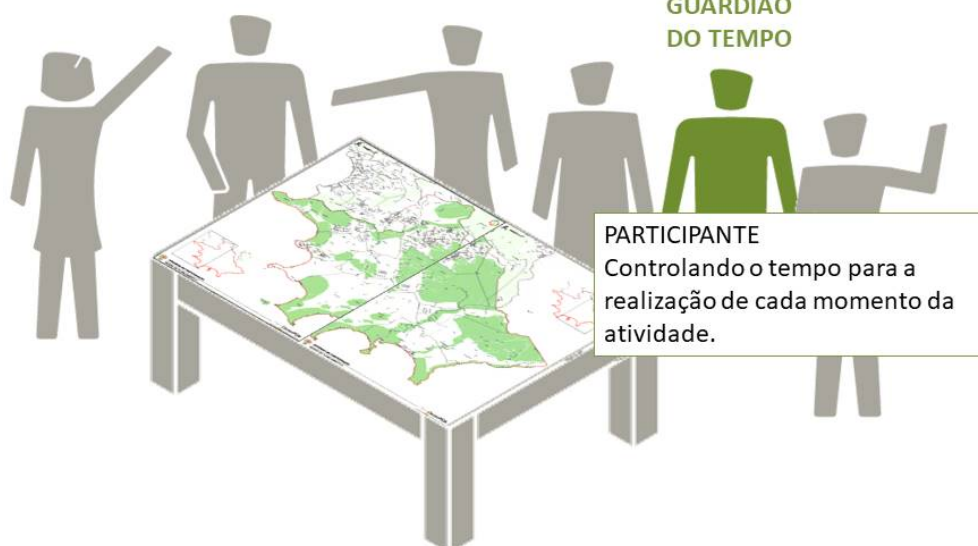 GUARDIÃO
DO TEMPO
PARTICIPANTE
Controlando o tempo para a
realização de cada momento da
atividade.